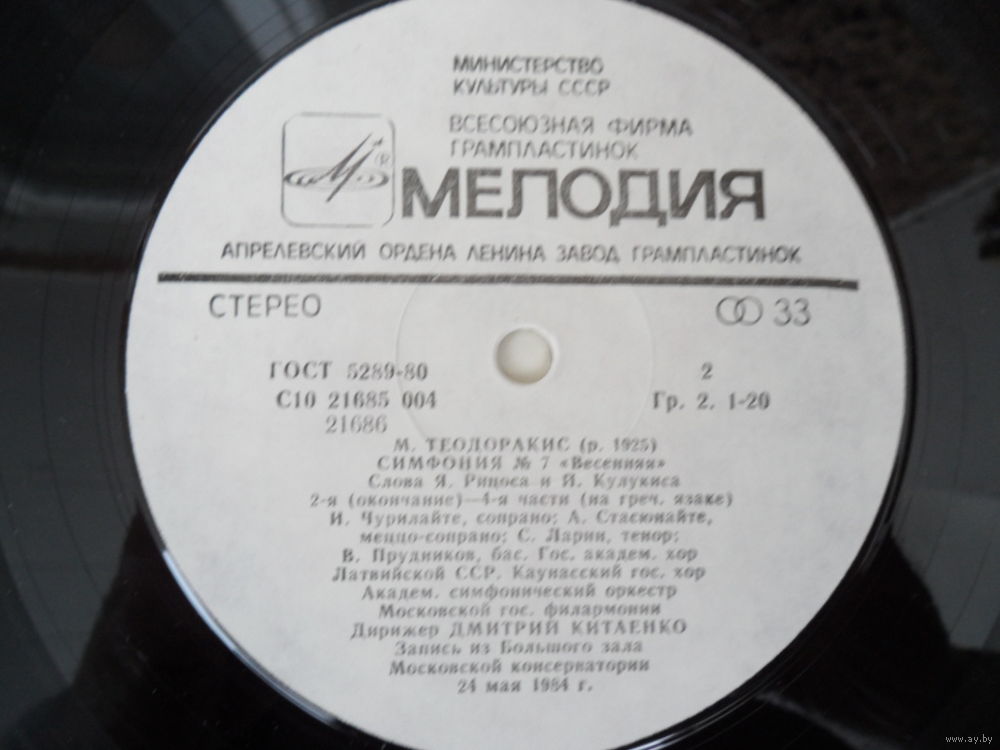 МИНИСТЕРСТВО
КУЛЬТУРЫ СССР
ВСЕСОЮЗНАЯ ФИРМА
ГРАМПЛАСТИНОК
МЕЛОДИЯ
АПРЕЛЕВСКИЙ ОРДЕНА ЛЕНИНА ЗАВОД ГРАМПЛАСТИНОК
СТЕРЕО 33
ГОСТ 5289-80 2
С10 21685 004 Гр. 2. 1-20
21686
М. ТЕОДОРАКИС (р. 1925)
СИМФОНИЯ № 7 «Весенняя»
Слова Я. Рицоса и Й. Кулукиса
2-я (окончание)—4-я части (на греч. языке)
И. Чурилайте, сопрано; А. Стасюнайте,
меццо-сопрано; С. Ларин, тенор;
В. Прудников, бас. Гос. академ. хор
Латвийской ССР. Каунасский гос. хор
Академ. симфонический оркестр
Московской гос. филармонии
Дирижер ДМИТРИЙ КИТАЕНКО
Запись из Большого зала
Московской консерватории
24 мая 1984 г.
www.ay.by